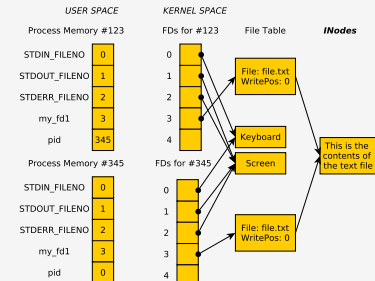 USER SPACE KERNEL SPACE
Process Memory #123 FDs for #123 File Table INodes
STDIN_FILENO 0 0
STDOUT_FILENO 1 1
STDERR_FILENO 2 2
my_fd1 3 3
pid 345 4
File: file.txt
WritePos: 0
Keyboard
Screen
This is the
contents of
the text file
Process Memory #345 FDs for #345
STDIN_FILENO 0 0
STDOUT_FILENO 1 1
STDERR_FILENO 2 2
my_fd1 3 3
pid 0 4
File: file.txt
WritePos: 0